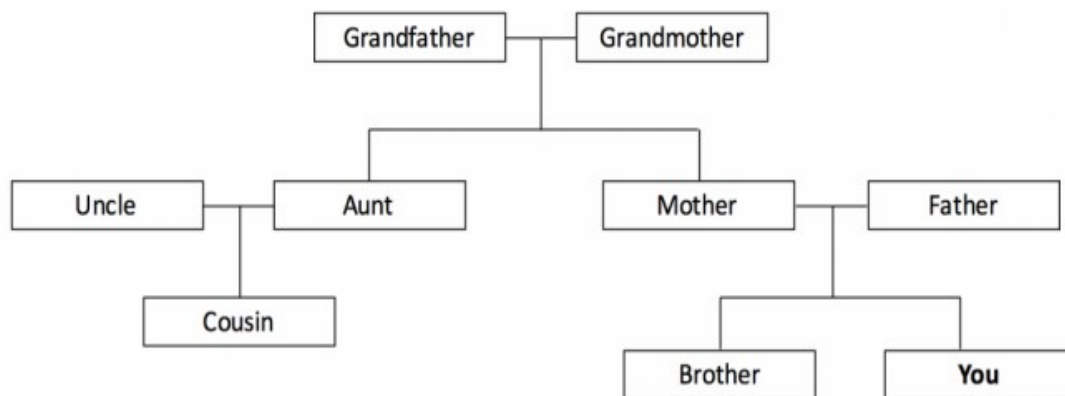 Grandfather
Grandmother
Uncle
Aunt
Mother
Father
Cousin
Brother
You